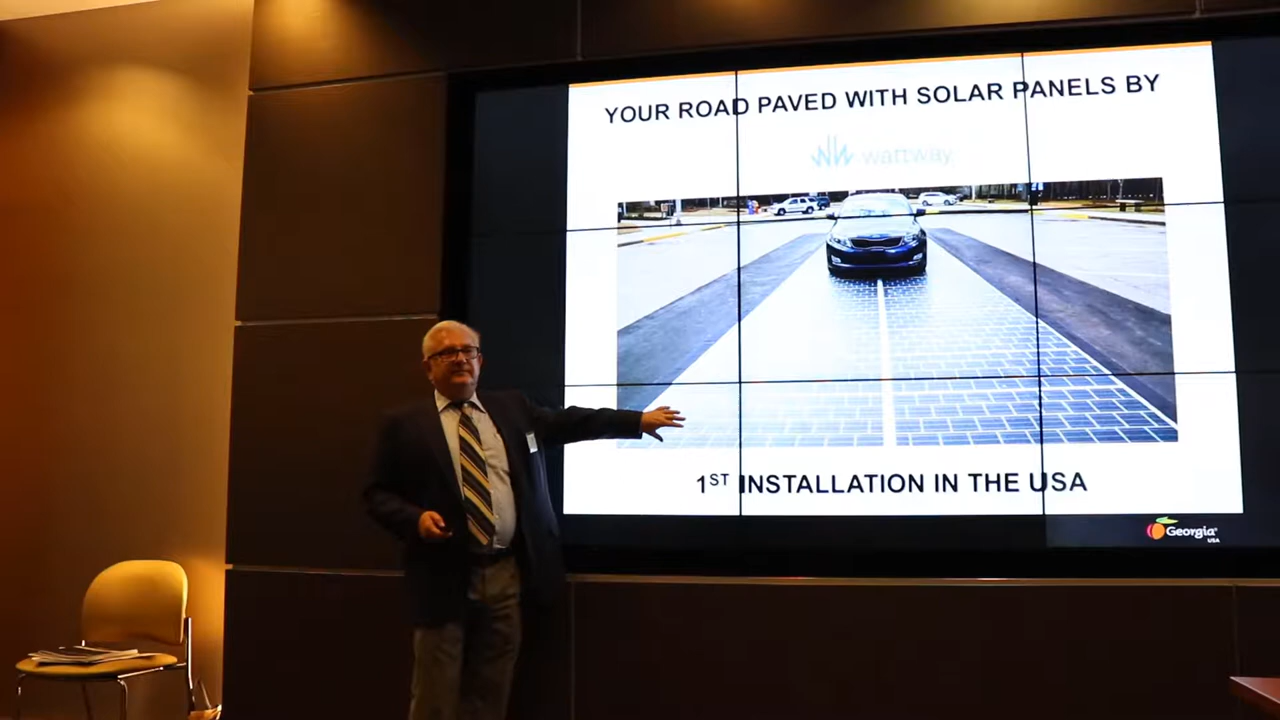 YOUR ROAD PAVED WITH SOLAR PANELS BY
wattway
1ST INSTALLATION IN THE USA
Georgia
USA